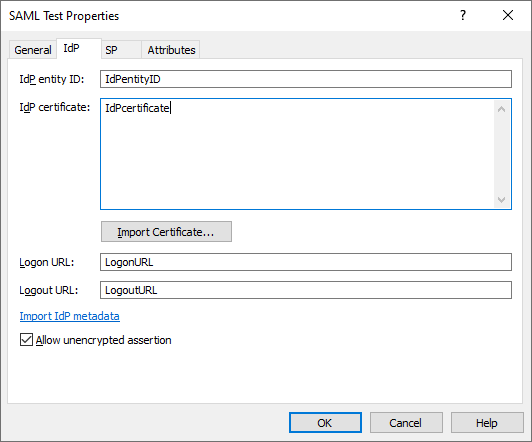 SAML Test Properties
?
General IdP SP Attributes
IdP entity ID: IdPentityID
IdP certificate: IdPcertificate
Import Certificate...
Logon URL: LogonURL
Logout URL: LogoutURL
Import IdP metadata
Allow unencrypted assertion
OK Cancel Help